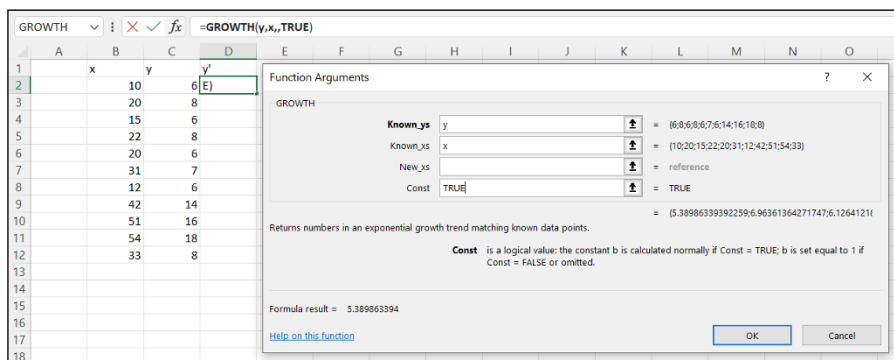 GROWTH fx =GROWTH(y,x,,TRUE)
A B C D E F G H I J K L M N O
1 x y y'
2 10 6 E)
3 20 8
4 15 6
5 22 8
6 20 6
7 31 7
8 12 6
9 42 14
10 51 16
11 54 18
12 33 8
13
14
15
16
17
18
Function Arguments ? ×
GROWTH
Known_ys y = {6;8;6;8;6;7;6;14;16;18;8}
Known_xs x = {10;20;15;22;20;31;12;42;51;54;33}
New_xs = reference
Const TRUE = TRUE
= {5.38986339392259;6.96361364271747;6.1264121
Returns numbers in an exponential growth trend matching known data points.
Const is a logical value: the constant b is calculated normally if Const = TRUE; b is set equal to 1 if
Const = FALSE or omitted.
Formula result = 5.389863394
Help on this function
OK Cancel